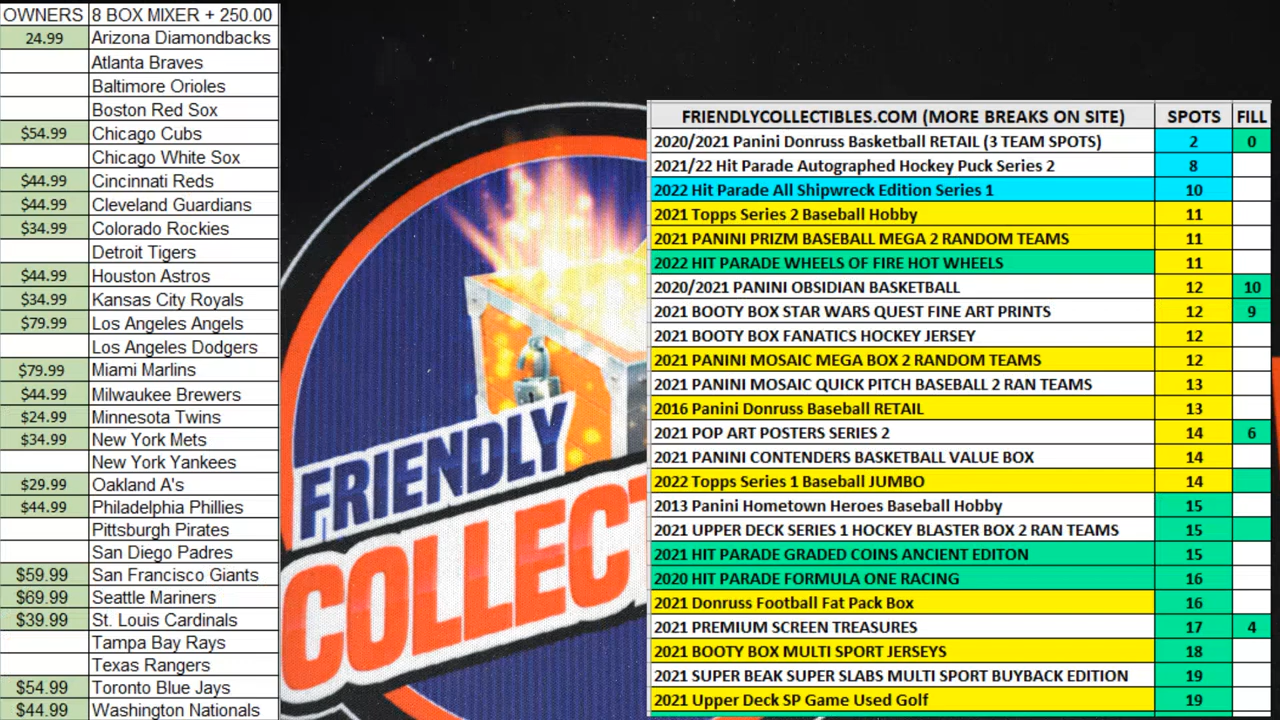 OWNERS 8 BOX MIXER + 250.00
24.99 Arizona Diamondbacks
Atlanta Braves
Baltimore Orioles
Boston Red Sox
$54.99 Chicago Cubs
Chicago White Sox
$44.99 Cincinnati Reds
$44.99 Cleveland Guardians
$34.99 Colorado Rockies
Detroit Tigers
$44.99 Houston Astros
$34.99 Kansas City Royals
$79.99 Los Angeles Angels
Los Angeles Dodgers
$79.99 Miami Marlins
$44.99 Milwaukee Brewers
$24.99 Minnesota Twins
$34.99 New York Mets
New York Yankees
$29.99 Oakland A's
$44.99 Philadelphia Phillies
Pittsburgh Pirates
San Diego Padres
$59.99 San Francisco Giants
$69.99 Seattle Mariners
$39.99 St. Louis Cardinals
Tampa Bay Rays
Texas Rangers
$54.99 Toronto Blue Jays
$44.99 Washington Nationals
FRIENDLY
COLLECT
FRIENDLYCOLLECTIBLES.COM (MORE BREAKS ON SITE) SPOTS FILL
2020/2021 Panini Donruss Basketball RETAIL (3 TEAM SPOTS) 2 0
2021/22 Hit Parade Autographed Hockey Puck Series 2 8
2022 Hit Parade All Shipwreck Edition Series 1 10
2021 Topps Series 2 Baseball Hobby 11
2021 PANINI PRIZM BASEBALL MEGA 2 RANDOM TEAMS 11
2022 HIT PARADE WHEELS OF FIRE HOT WHEELS 11
2020/2021 PANINI OBSIDIAN BASKETBALL 12 10
2021 BOOTY BOX STAR WARS QUEST FINE ART PRINTS 12 9
2021 BOOTY BOX FANATICS HOCKEY JERSEY 12
2021 PANINI MOSAIC MEGA BOX 2 RANDOM TEAMS 12
2021 PANINI MOSAIC QUICK PITCH BASEBALL 2 RAN TEAMS 13
2016 Panini Donruss Baseball RETAIL 13
2021 POP ART POSTERS SERIES 2 14 6
2021 PANINI CONTENDERS BASKETBALL VALUE BOX 14
2022 Topps Series 1 Baseball JUMBO 14
2013 Panini Hometown Heroes Baseball Hobby 15
2021 UPPER DECK SERIES 1 HOCKEY BLASTER BOX 2 RAN TEAMS 15
2021 HIT PARADE GRADED COINS ANCIENT EDITON 15
2020 HIT PARADE FORMULA ONE RACING 16
2021 Donruss Football Fat Pack Box 16
2021 PREMIUM SCREEN TREASURES 17 4
2021 BOOTY BOX MULTI SPORT JERSEYS 18
2021 SUPER BEAK SUPER SLABS MULTI SPORT BUYBACK EDITION 19
2021 Upper Deck SP Game Used Golf 19